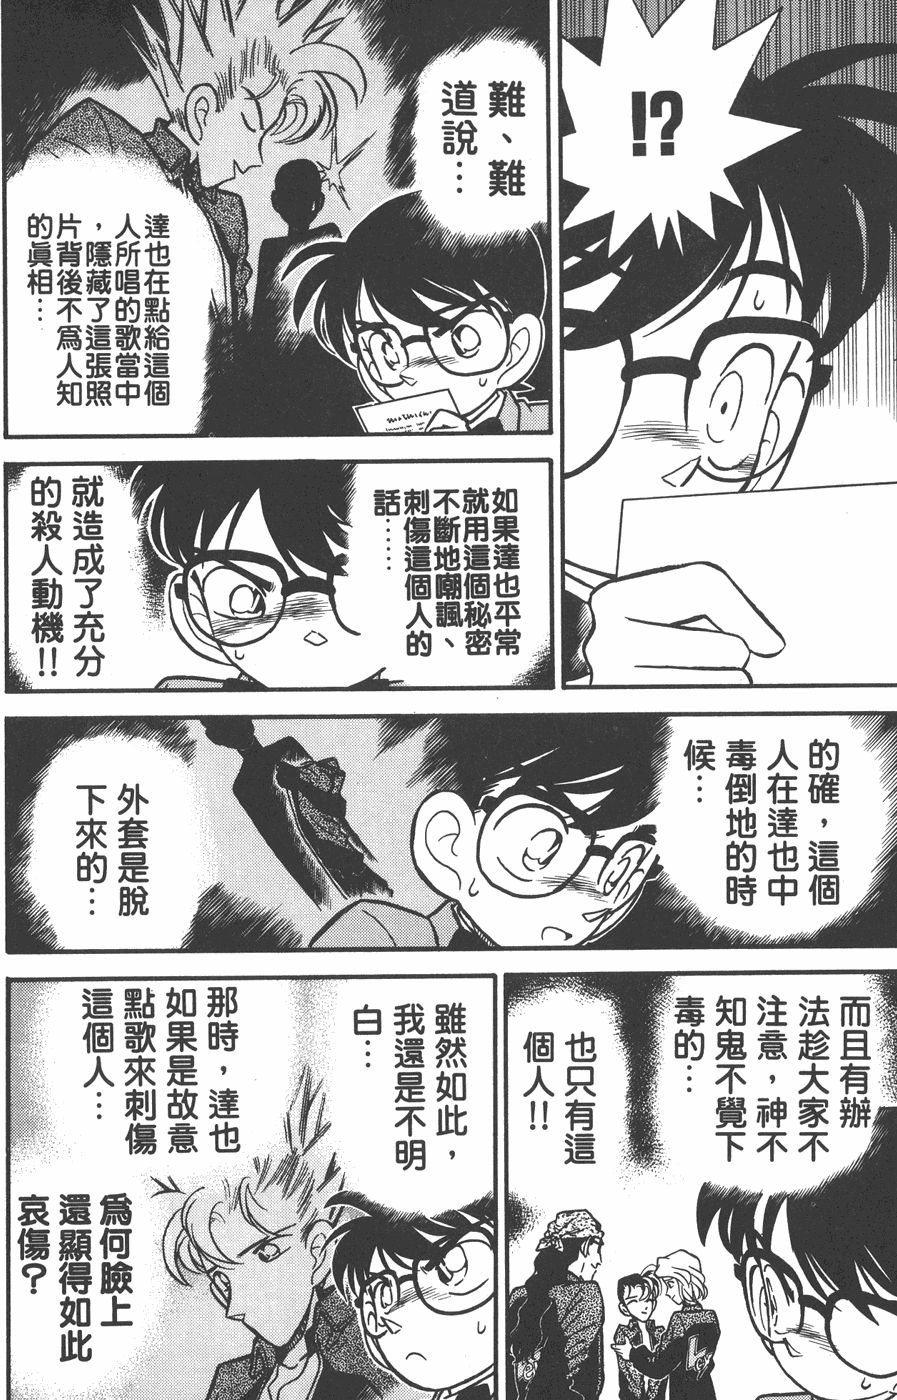 !?
難、難
道說…
達也在點給這個
人所唱的歌當中
，隱藏了這張照
片背後不為人知
的真相…
如果達也平常
就用這個秘密
不斷地嘲諷、
刺傷這個人的
話……
就造成了充分
的殺人動機!!
的確，這個
人在達也中
毒倒地的時
候…
外套是脫
下來的…
而且有辦
法趁大家不
注意，神不
知鬼不覺下
毒的…
也只有這
個人!!
雖然如此，
我還是不明
白…
那時，達也
如果是故意
點歌來刺傷
這個人…
為何臉上
還顯得如此
哀傷？